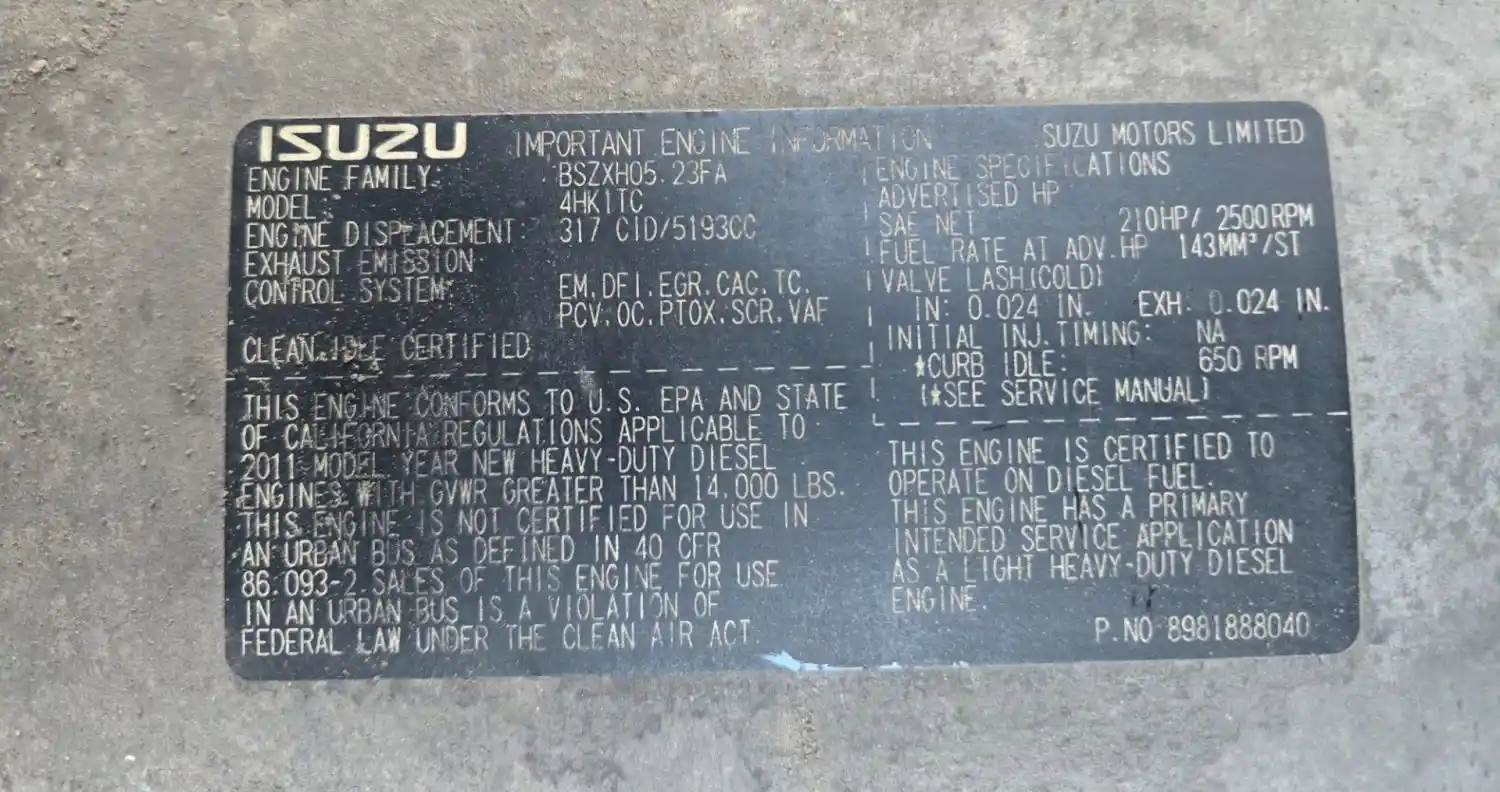 ISUZU IMPORTANT ENGINE INFORMATION SUZU MOTORS LIMITED
ENGINE FAMILY: BSZXH05.23FA
MODEL: 4HK1TC
ENGINE DISPLACEMENT: 317 CID/5193CC
EXHAUST EMISSION
CONTROL SYSTEM: EM,DFI,EGR,CAC,TC,
PCV,OC,PTOX,SCR,VAF
CLEAN IDLE CERTIFIED
ENGINE SPECIFICATIONS
ADVERTISED HP
SAE NET 210HP/ 2500RPM
FUEL RATE AT ADV.HP 143MM³/ST
VALVE LASH(COLD)
IN: 0.024 IN. EXH: 0.024 IN.
INITIAL INJ.TIMING: NA
*CURB IDLE: 650 RPM
(*SEE SERVICE MANUAL)
THIS ENGINE CONFORMS TO U.S. EPA AND STATE
OF CALIFORNIA REGULATIONS APPLICABLE TO
2011 MODEL YEAR NEW HEAVY-DUTY DIESEL
ENGINES WITH GVWR GREATER THAN 14,000 LBS.
THIS ENGINE IS NOT CERTIFIED FOR USE IN
AN URBAN BUS AS DEFINED IN 40 CFR
86.093-2.SALES OF THIS ENGINE FOR USE
IN AN URBAN BUS IS A VIOLATION OF
FEDERAL LAW UNDER THE CLEAN AIR ACT.
THIS ENGINE IS CERTIFIED TO
OPERATE ON DIESEL FUEL.
THIS ENGINE HAS A PRIMARY
INTENDED SERVICE APPLICATION
AS A LIGHT HEAVY-DUTY DIESEL
ENGINE.
P.NO 8981888040